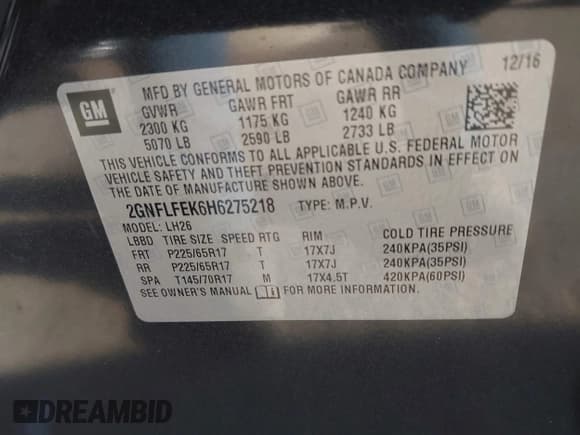 GM
MFD BY GENERAL MOTORS OF CANADA COMPANY 12/16
GVWR GAWR FRT GAWR RR
2300 KG 1175 KG 1240 KG
5070 LB 2590 LB 2733 LB
THIS VEHICLE CONFORMS TO ALL APPLICABLE U.S. FEDERAL MOTOR
VEHICLE SAFETY AND THEFT PREVENTION STANDARDS IN EFFECT ON
THE DATE OF MANUFACTURE SHOWN ABOVE.
2GNFLFEK6H6275218 TYPE: M.P.V.
MODEL: LH26
LBBD TIRE SIZE SPEED RTG RIM COLD TIRE PRESSURE
FRT P225/65R17 T 17X7J 240KPA(35PSI)
RR P225/65R17 T 17X7J 240KPA(35PSI)
SPA T145/70R17 M 17X4.5T 420KPA(60PSI)
SEE OWNER'S MANUAL FOR MORE INFORMATION.
DREAMBID